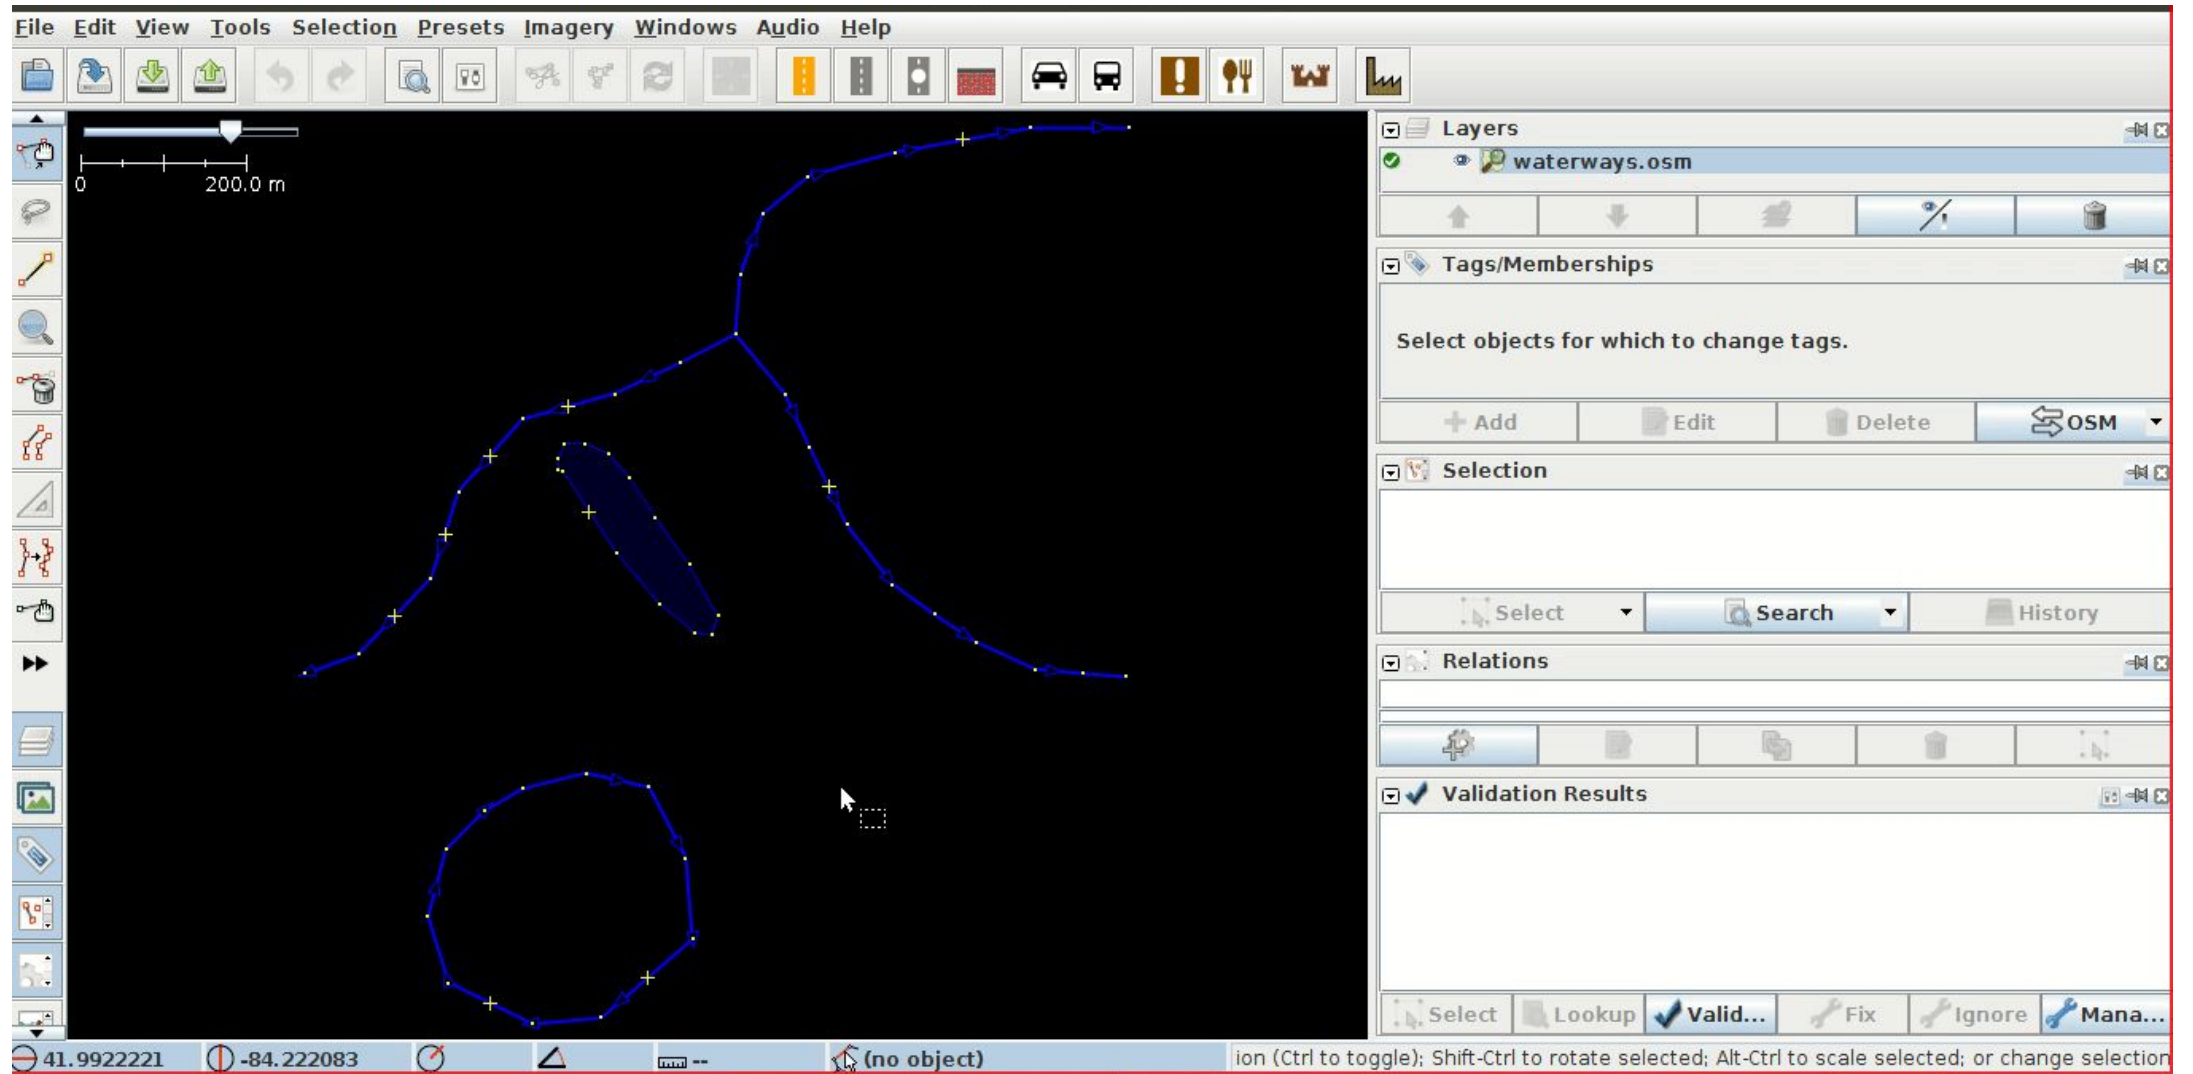 File Edit View Tools Selection Presets Imagery Windows Audio Help
0 200.0 m
Layers
waterways.osm
Tags/Memberships
Select objects for which to change tags.
Add Edit Delete OSM
Selection
Select Search History
Relations
Validation Results
Select Lookup Valid... Fix Ignore Mana...
41.9922221 -84.222083 -- (no object) ion (Ctrl to toggle); Shift-Ctrl to rotate selected; Alt-Ctrl to scale selected; or change selection